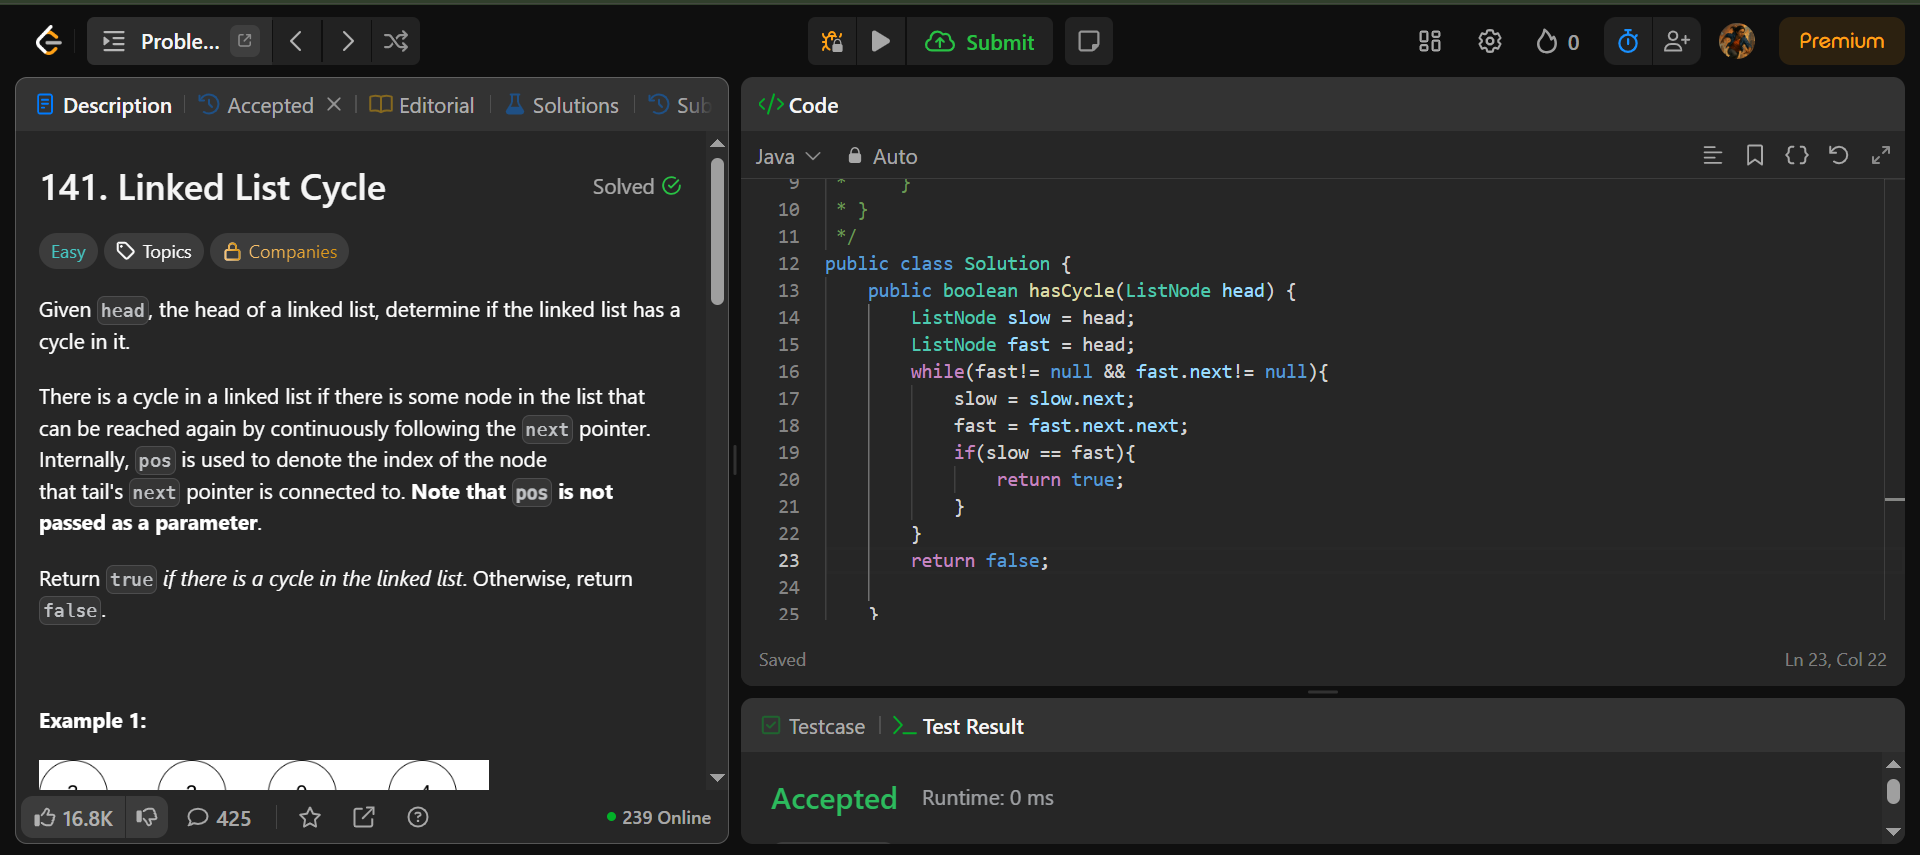 Proble...
Submit
0
Premium
Description
Accepted
Editorial
Solutions
Sub
141. Linked List Cycle
Solved
Easy
Topics
Companies
Given head, the head of a linked list, determine if the linked list has a
cycle in it.
There is a cycle in a linked list if there is some node in the list that
can be reached again by continuously following the next pointer.
Internally, pos is used to denote the index of the node
that tail's next pointer is connected to. Note that pos is not
passed as a parameter.
Return true if there is a cycle in the linked list. Otherwise, return
false.
Example 1:
16.8K
425
239 Online
</> Code
Java
Auto
9 *     }
10 * }
11 */
12 public class Solution {
13     public boolean hasCycle(ListNode head) {
14         ListNode slow = head;
15         ListNode fast = head;
16         while(fast!= null && fast.next!= null){
17             slow = slow.next;
18             fast = fast.next.next;
19             if(slow == fast){
20                 return true;
21             }
22         }
23         return false;
24
25     }
Saved
Ln 23, Col 22
Testcase
Test Result
Accepted
Runtime: 0 ms